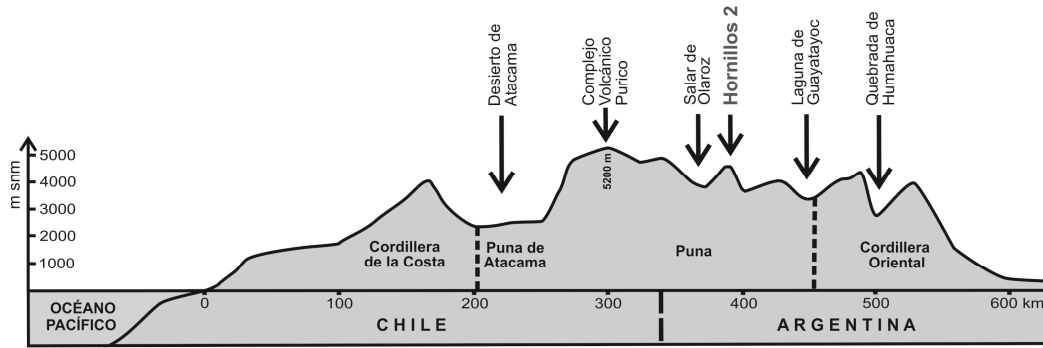 Desierto de
Atacama
Complejo
Volcánico
Purico
Salar de
Olaroz
Hornillos 2
Laguna de
Guayatayoc
Quebrada de
Humahuaca
m snm
5000
4000
3000
2000
1000
5200 m
Cordillera
de la Costa
Puna de
Atacama
Puna
Cordillera
Oriental
OCÉANO
PACÍFICO
0
100
200
300
400
500
600 km
CHILE
ARGENTINA